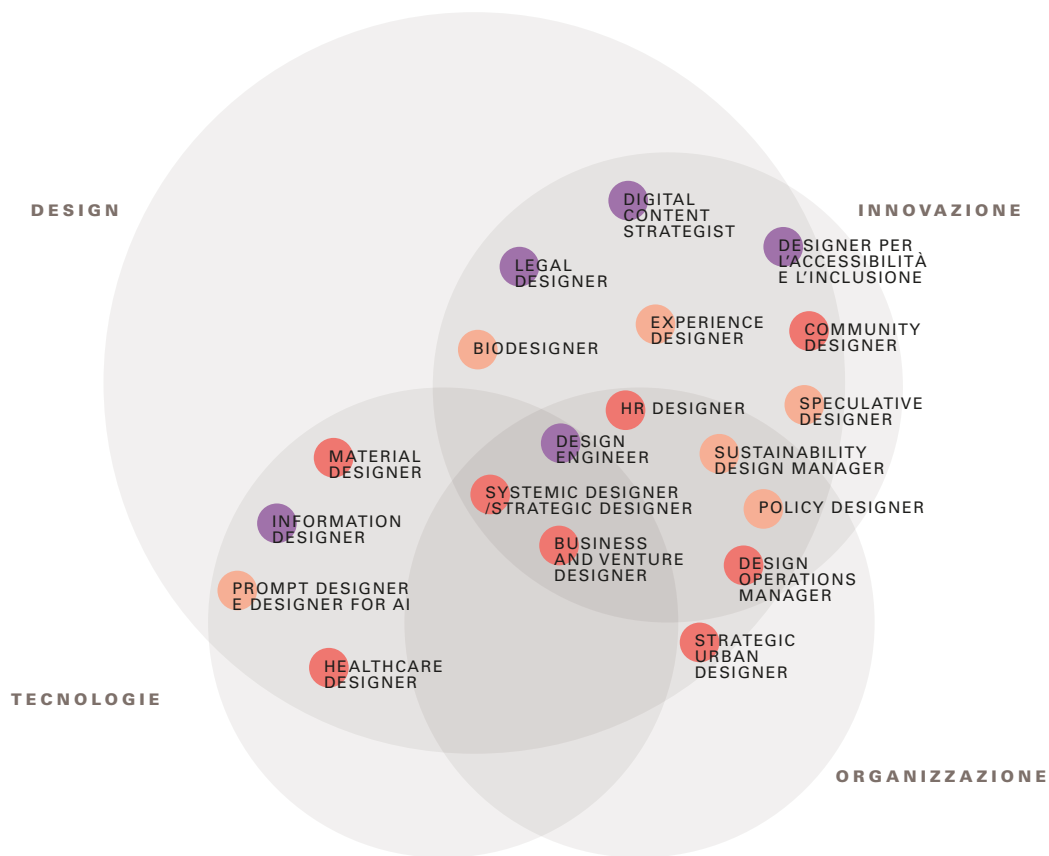 DESIGN
INNOVAZIONE
DIGITAL
CONTENT
STRATEGIST
DESIGNER PER
L'ACCESSIBILITÀ
E L'INCLUSIONE
LEGAL
DESIGNER
EXPERIENCE
DESIGNER
COMMUNITY
DESIGNER
BIODESIGNER
HR DESIGNER
SPECULATIVE
DESIGNER
DESIGN
ENGINEER
SUSTAINABILITY
DESIGN MANAGER
MATERIAL
DESIGNER
SYSTEMIC DESIGNER
/STRATEGIC DESIGNER
POLICY DESIGNER
INFORMATION
DESIGNER
BUSINESS
AND VENTURE
DESIGNER
DESIGN
OPERATIONS
MANAGER
PROMPT DESIGNER
E DESIGNER FOR AI
STRATEGIC
URBAN
DESIGNER
HEALTHCARE
DESIGNER
TECNOLOGIE
ORGANIZZAZIONE